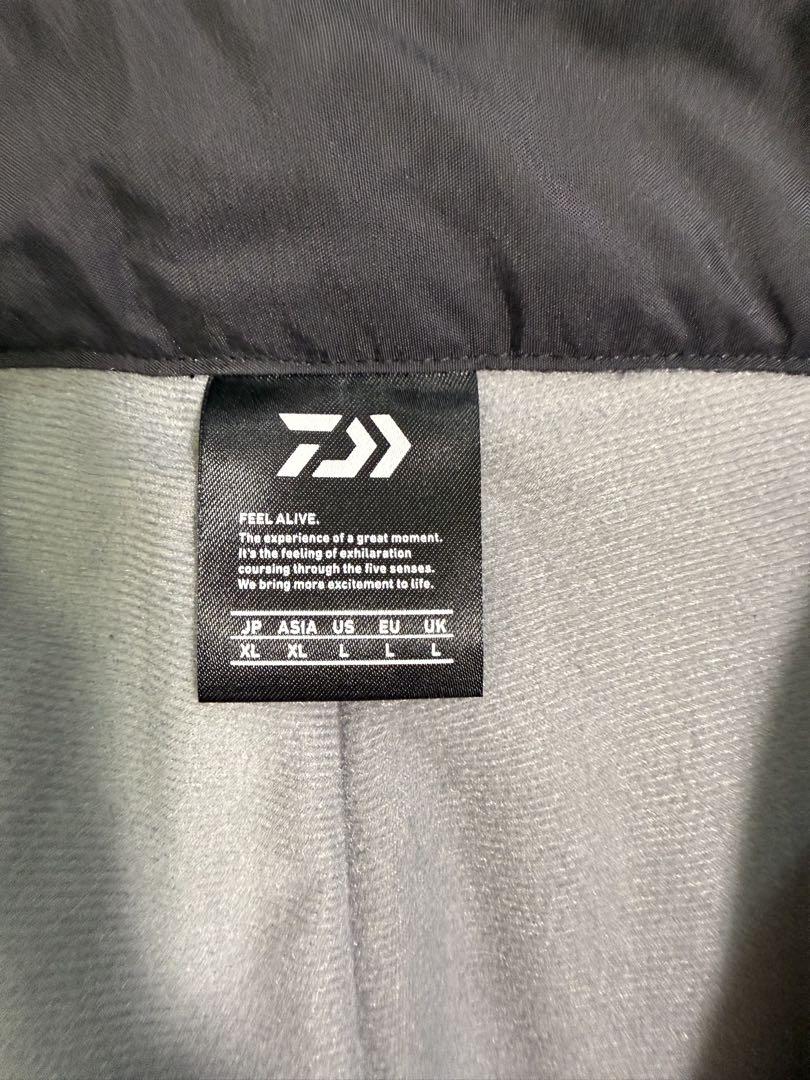 FEEL ALIVE.
The experience of a great moment.
It's the feeling of exhilaration
coursing through the five senses.
We bring more excitement to life.
JP ASIA US EU UK
XL XL L L L